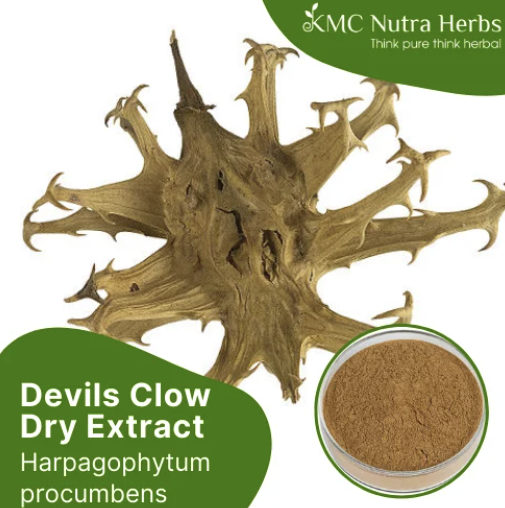 KMC Nutra Herbs
Think pure think herbal
Devils Clow
Dry Extract
Harpagophytum
procumbens